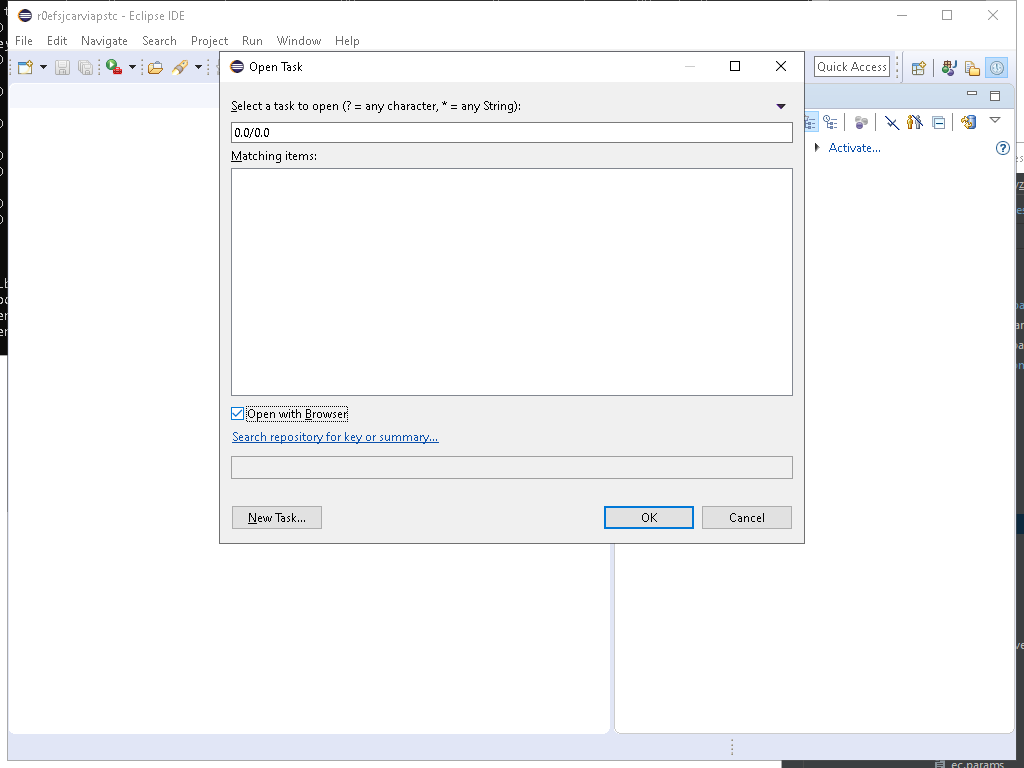 r0efsjcarviapstc - Eclipse IDE
File Edit Navigate Search Project Run Window Help
Open Task
Quick Access
Select a task to open (? = any character, * = any String):
0.0/0.0
Matching items:
Activate...
Open with Browser
Search repository for key or summary...
New Task...
OK
Cancel
ec.params